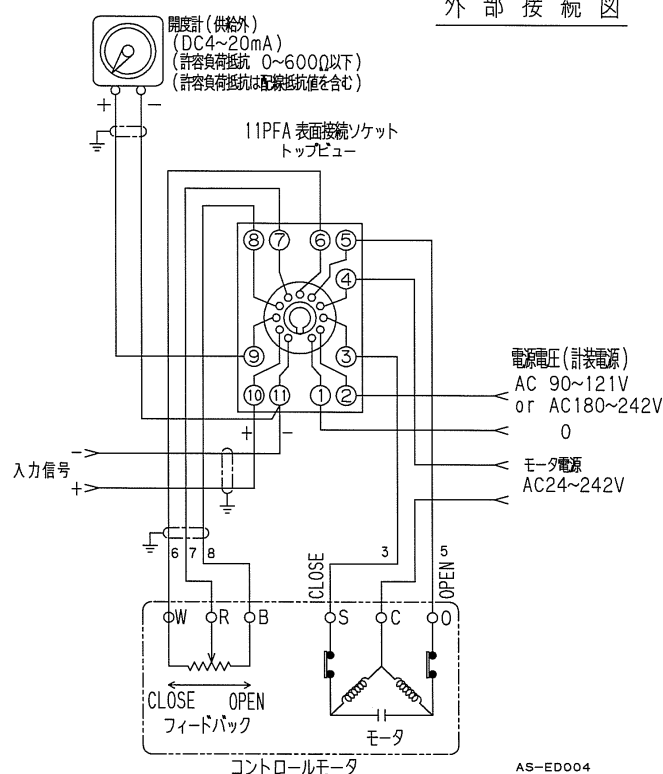 外部接続図
開度計(供給外)
(DC4~20mA)
(許容負荷抵抗 0~600Ω以下)
(許容負荷抵抗は配線抵抗値を含む)
+ -
11PFA 表面接続ソケット
トップビュー
8 7 6 5
4
9 3
10 11 1 2
+ -
電源電圧(計装電源)
AC 90~121V
or AC180~242V
0
モータ電源
AC24~242V
入力信号
-
+
6 7 8
CLOSE
3
5
OPEN
W R B S C O
CLOSE OPEN
フィードバック
モータ
コントロールモータ
AS-ED004